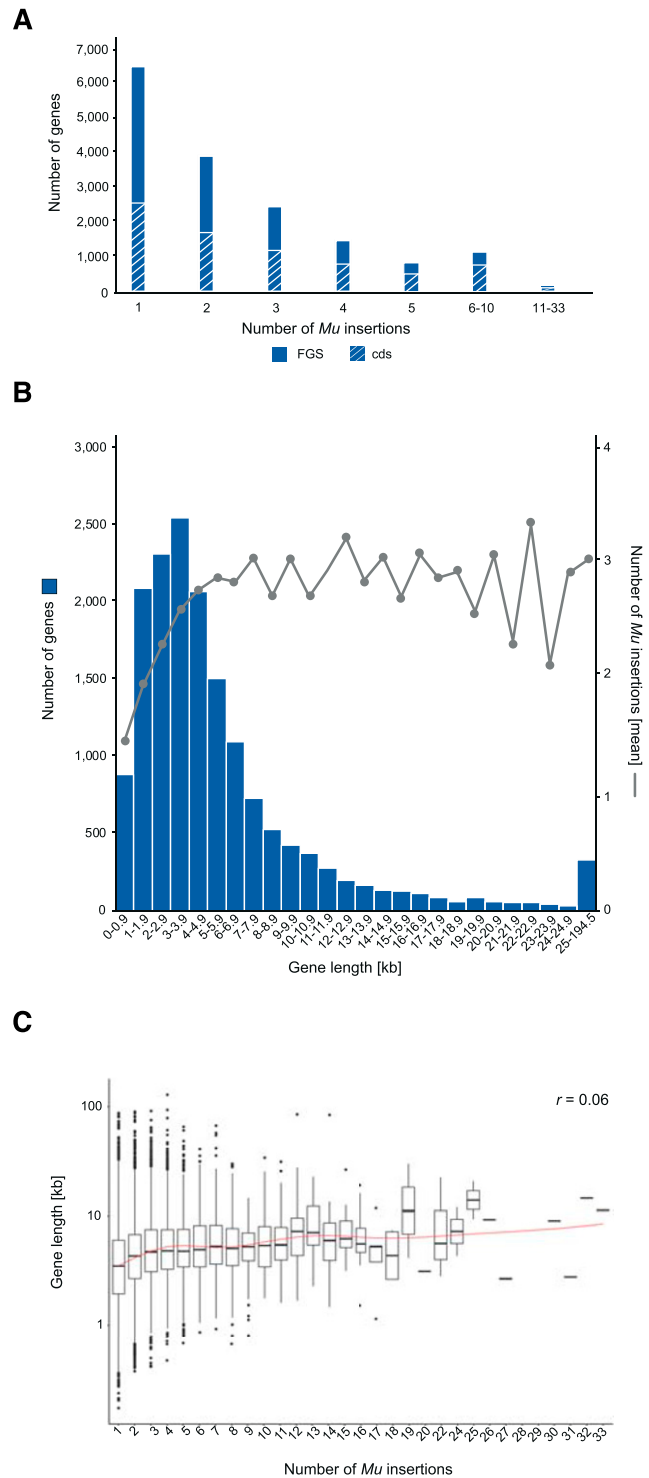 A
7,000
6,000
5,000
4,000
3,000
2,000
1,000
0
Number of genes
1 2 3 4 5 6-10 11-33
Number of Mu insertions
FGS cds
B
3,000
2,500
2,000
1,500
1,000
500
0
Number of genes
4
3
2
1
0
Number of Mu insertions [mean]
0-0.9 1-1.9 2-2.9 3-3.9 4-4.9 5-5.9 6-6.9 7-7.9 8-8.9 9-9.9 10-10.9 11-11.9 12-12.9 13-13.9 14-14.9 15-15.9 16-16.9 17-17.9 18-18.9 19-19.9 20-20.9 21-21.9 22-22.9 23-23.9 24-24.9 25-194.5
Gene length [kb]
C
r = 0.06
100
10
1
Gene length [kb]
1 2 3 4 5 6 7 8 9 10 11 12 13 14 15 16 17 18 19 20 22 24 25 26 27 28 29 30 31 32 33
Number of Mu insertions